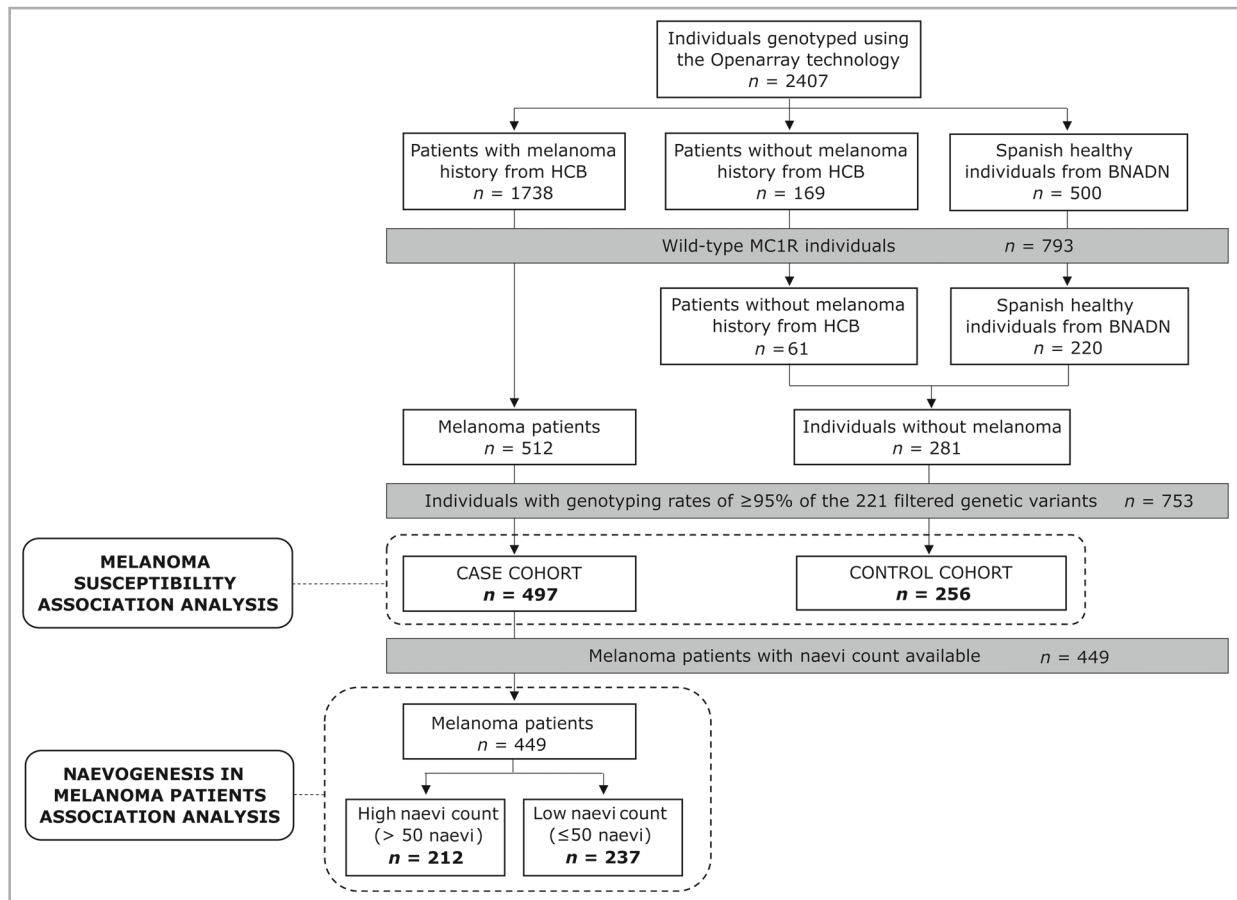 Individuals genotyped using
the Openarray technology
n = 2407
Patients with melanoma
history from HCB
n = 1738
Patients without melanoma
history from HCB
n = 169
Spanish healthy
individuals from BNADN
n = 500
Wild-type MC1R individuals n = 793
Patients without melanoma
history from HCB
n = 61
Spanish healthy
individuals from BNADN
n = 220
Melanoma patients
n = 512
Individuals without melanoma
n = 281
Individuals with genotyping rates of ≥95% of the 221 filtered genetic variants n = 753
MELANOMA
SUSCEPTIBILITY
ASSOCIATION ANALYSIS
CASE COHORT
n = 497
CONTROL COHORT
n = 256
Melanoma patients with naevi count available n = 449
Melanoma patients
n = 449
NAEVOGENESIS IN
MELANOMA PATIENTS
ASSOCIATION ANALYSIS
High naevi count
(> 50 naevi)
n = 212
Low naevi count
(≤50 naevi)
n = 237